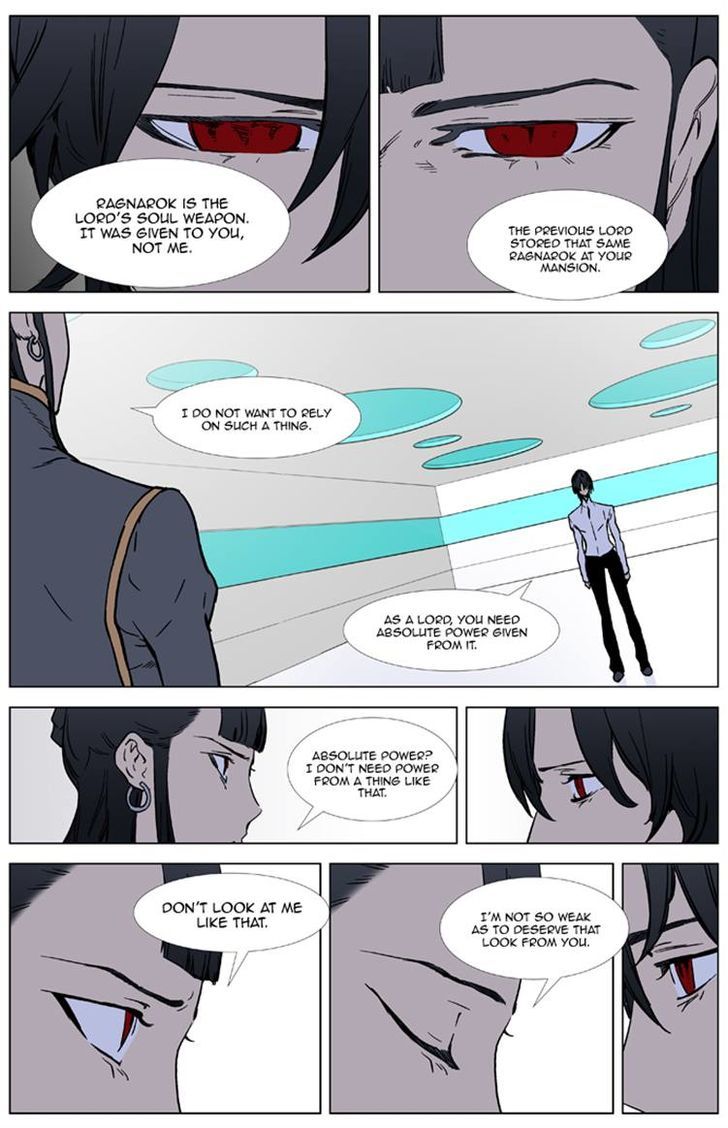 RAGNAROK IS THE
LORD'S SOUL WEAPON.
IT WAS GIVEN TO YOU,
NOT ME.
THE PREVIOUS LORD
STORED THAT SAME
RAGNAROK AT YOUR
MANSION.
I DO NOT WANT TO RELY
ON SUCH A THING.
AS A LORD, YOU NEED
ABSOLUTE POWER GIVEN
FROM IT.
ABSOLUTE POWER?
I DON'T NEED POWER
FROM A THING LIKE
THAT.
DON'T LOOK AT ME
LIKE THAT.
I'M NOT SO WEAK
AS TO DESERVE THAT
LOOK FROM YOU.